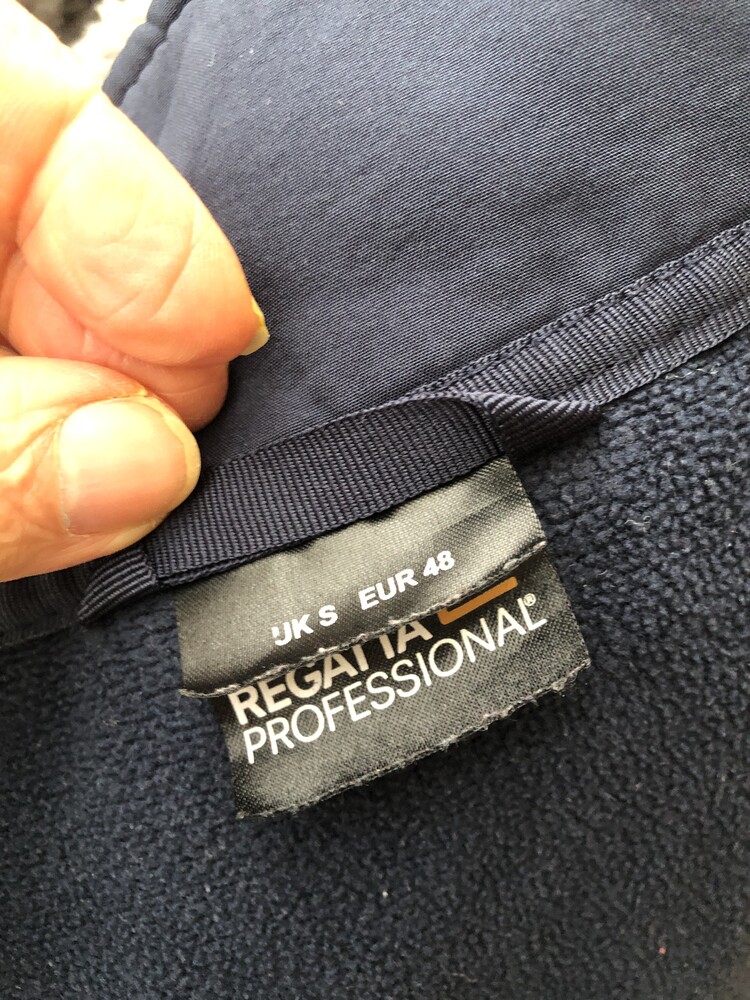 UK S EUR 48
REGATTA
PROFESSIONAL®